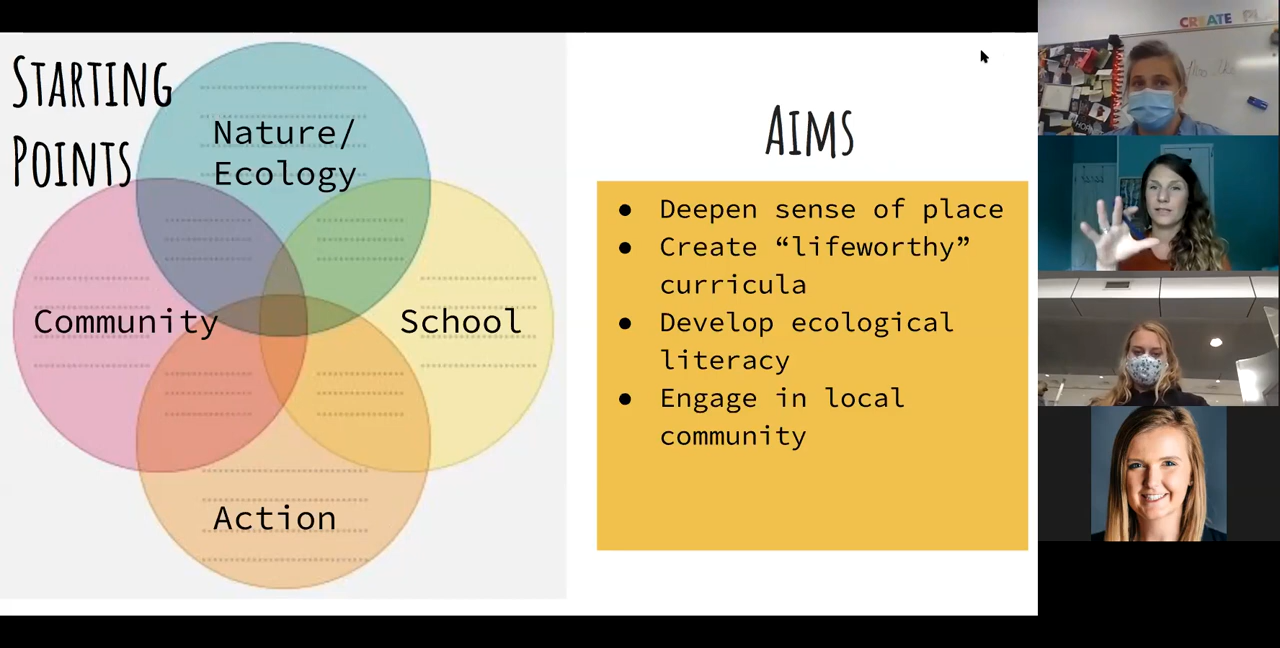 STARTING
POINTS
Nature/
Ecology
Community
School
Action
AIMS
● Deepen sense of place
● Create “lifeworthy”
curricula
● Develop ecological
literacy
● Engage in local
community
CREATE